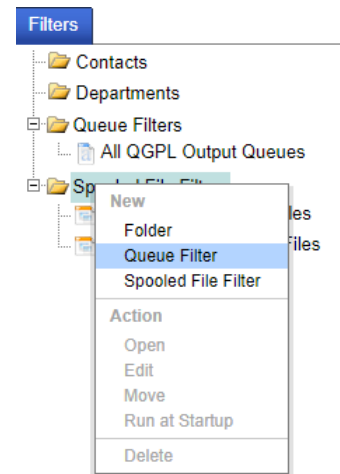 Filters
Contacts
Departments
Queue Filters
All QGPL Output Queues
New
Folder
Queue Filter
Spooled File Filter
Action
Open
Edit
Move
Run at Startup
Delete